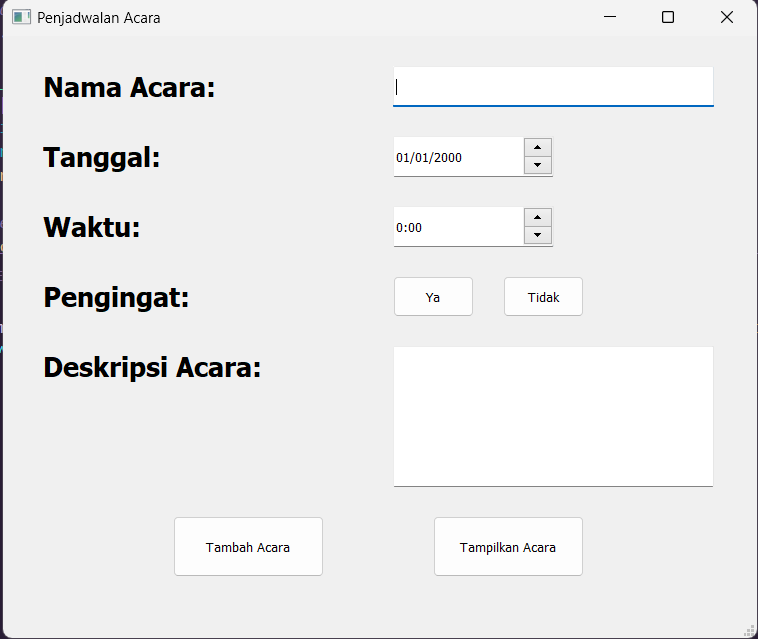 Penjadwalan Acara
Nama Acara:
Tanggal: 01/01/2000
Waktu: 0:00
Pengingat: Ya Tidak
Deskripsi Acara:
Tambah Acara Tampilkan Acara